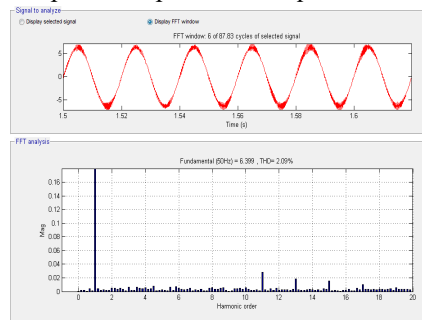 Signal to analyze
Display selected signal Display FFT window
FFT window: 6 of 87.83 cycles of selected signal
5
0
-5
1.5 1.52 1.54 1.56 1.58 1.6
Time (s)
FFT analysis
Fundamental (50Hz) = 6.399 , THD= 2.09%
0.16
0.14
0.12
0.1
0.08
0.06
0.04
0.02
0
Mag
0 2 4 6 8 10 12 14 16 18 20
Harmonic order